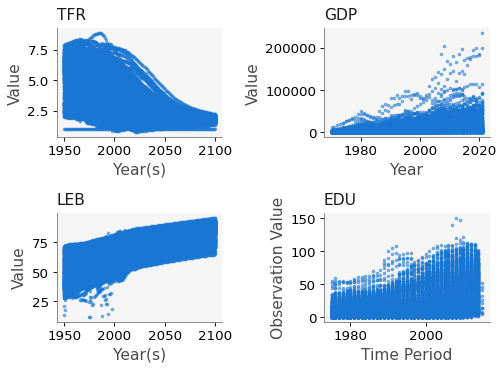 TFR
GDP
7.5
5.0
2.5
Value
1950
2000
2050
2100
Year(s)
200000
100000
0
Value
1980
2000
2020
Year
LEB
EDU
75
50
25
Value
1950
2000
2050
2100
Year(s)
150
100
50
0
Observation Value
1980
2000
Time Period